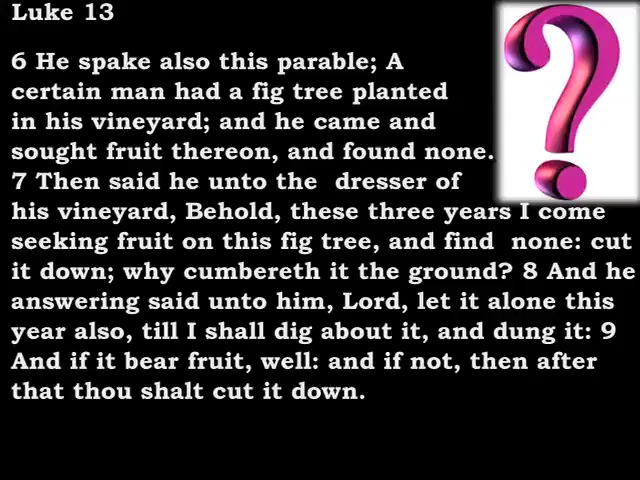 Luke 13
6 He spake also this parable; A
certain man had a fig tree planted
in his vineyard; and he came and
sought fruit thereon, and found none.
7 Then said he unto the  dresser of
his vineyard, Behold, these three years I come
seeking fruit on this fig tree, and find  none: cut
it down; why cumbereth it the ground? 8 And he
answering said unto him, Lord, let it alone this
year also, till I shall dig about it, and dung it: 9
And if it bear fruit, well: and if not, then after
that thou shalt cut it down.